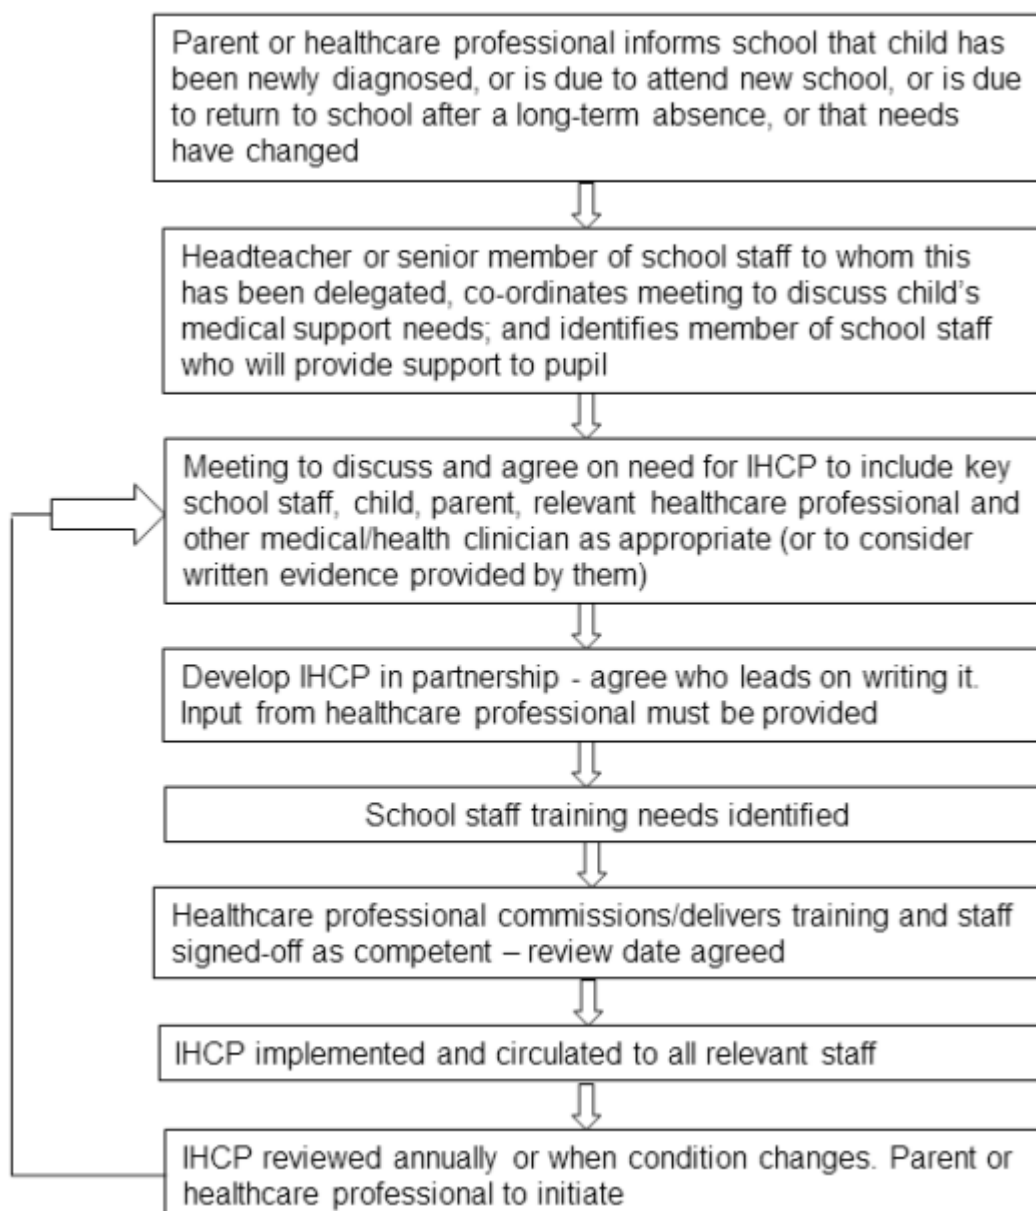 Parent or healthcare professional informs school that child has
been newly diagnosed, or is due to attend new school, or is due
to return to school after a long-term absence, or that needs
have changed
Headteacher or senior member of school staff to whom this
has been delegated, co-ordinates meeting to discuss child's
medical support needs; and identifies member of school staff
who will provide support to pupil
Meeting to discuss and agree on need for IHCP to include key
school staff, child, parent, relevant healthcare professional and
other medical/health clinician as appropriate (or to consider
written evidence provided by them)
Develop IHCP in partnership - agree who leads on writing it.
Input from healthcare professional must be provided
School staff training needs identified
Healthcare professional commissions/delivers training and staff
signed-off as competent – review date agreed
IHCP implemented and circulated to all relevant staff
IHCP reviewed annually or when condition changes. Parent or
healthcare professional to initiate